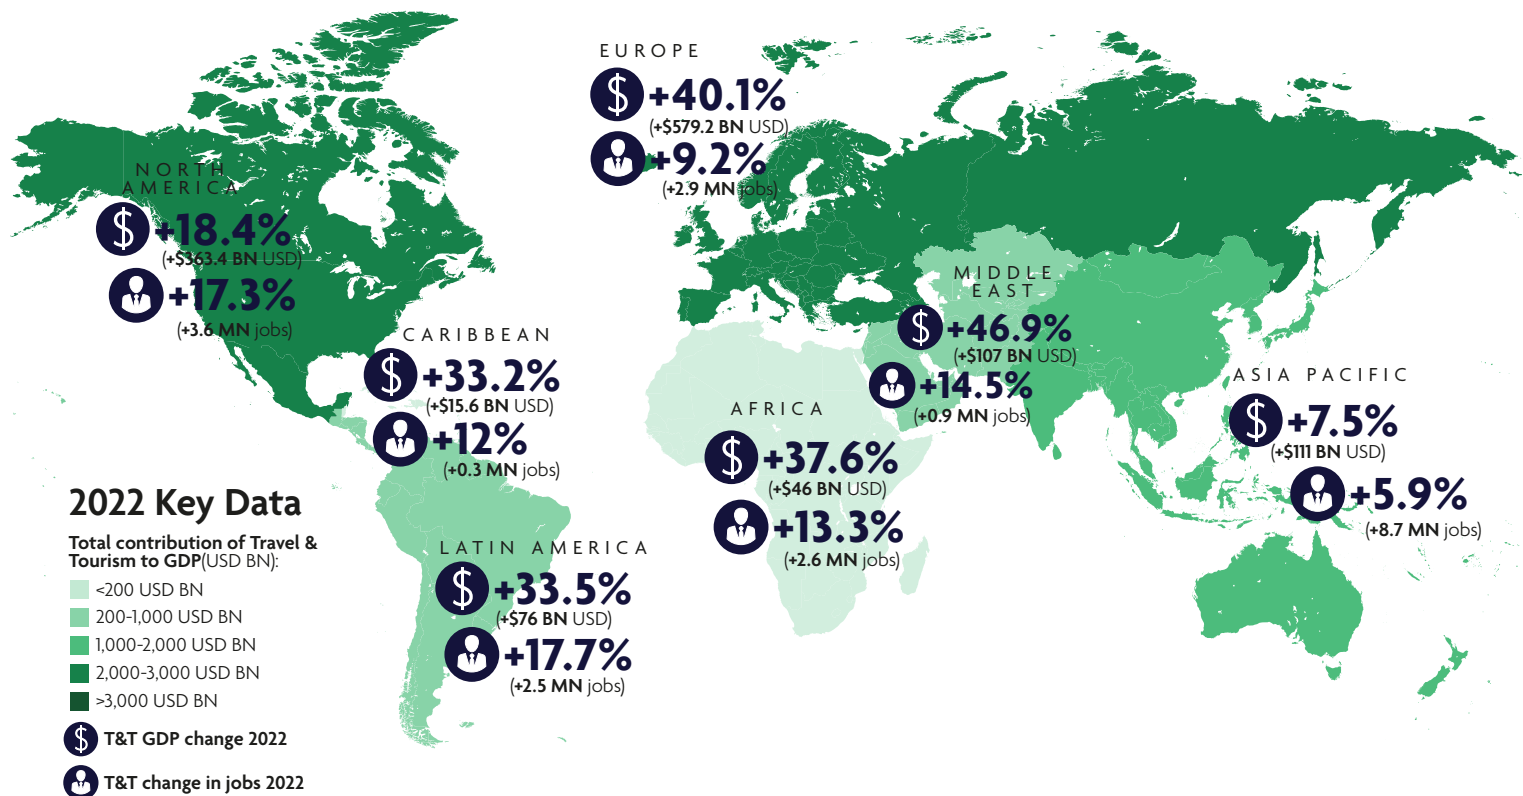 EUROPE
+40.1%
(+$579.2 BN USD)
+9.2%
(+2.9 MN jobs)
NORTH
AMERICA
+18.4%
(+$363.4 BN USD)
+17.3%
(+3.6 MN jobs)
MIDDLE
EAST
+46.9%
(+$107 BN USD)
+14.5%
(+0.9 MN jobs)
CARIBBEAN
+33.2%
(+$15.6 BN USD)
+12%
(+0.3 MN jobs)
AFRICA
+37.6%
(+$46 BN USD)
+13.3%
(+2.6 MN jobs)
ASIA PACIFIC
+7.5%
(+$111 BN USD)
+5.9%
(+8.7 MN jobs)
LATIN AMERICA
+33.5%
(+$76 BN USD)
+17.7%
(+2.5 MN jobs)
2022 Key Data
Total contribution of Travel &
Tourism to GDP(USD BN):
<200 USD BN
200-1,000 USD BN
1,000-2,000 USD BN
2,000-3,000 USD BN
>3,000 USD BN
$ T&T GDP change 2022
T&T change in jobs 2022